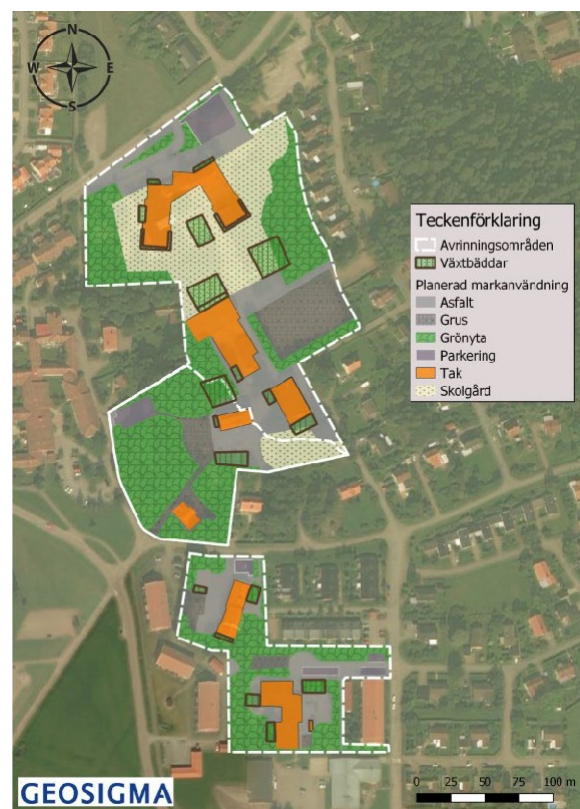 N
W E
S
Teckenförklaring
Avrinningsområden
Växtbäddar
Planerad markanvändning
Asfalt
Grus
Grönyta
Parkering
Tak
Skolgård
0 25 50 75 100 m
GEOSIGMA